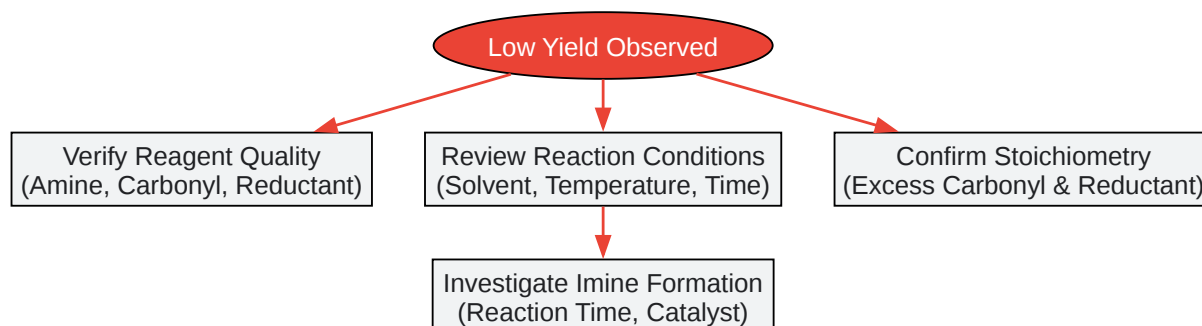 Low Yield Observed
Verify Reagent Quality
(Amine, Carbonyl, Reductant)
Review Reaction Conditions
(Solvent, Temperature, Time)
Confirm Stoichiometry
(Excess Carbonyl & Reductant)
Investigate Imine Formation
(Reaction Time, Catalyst)